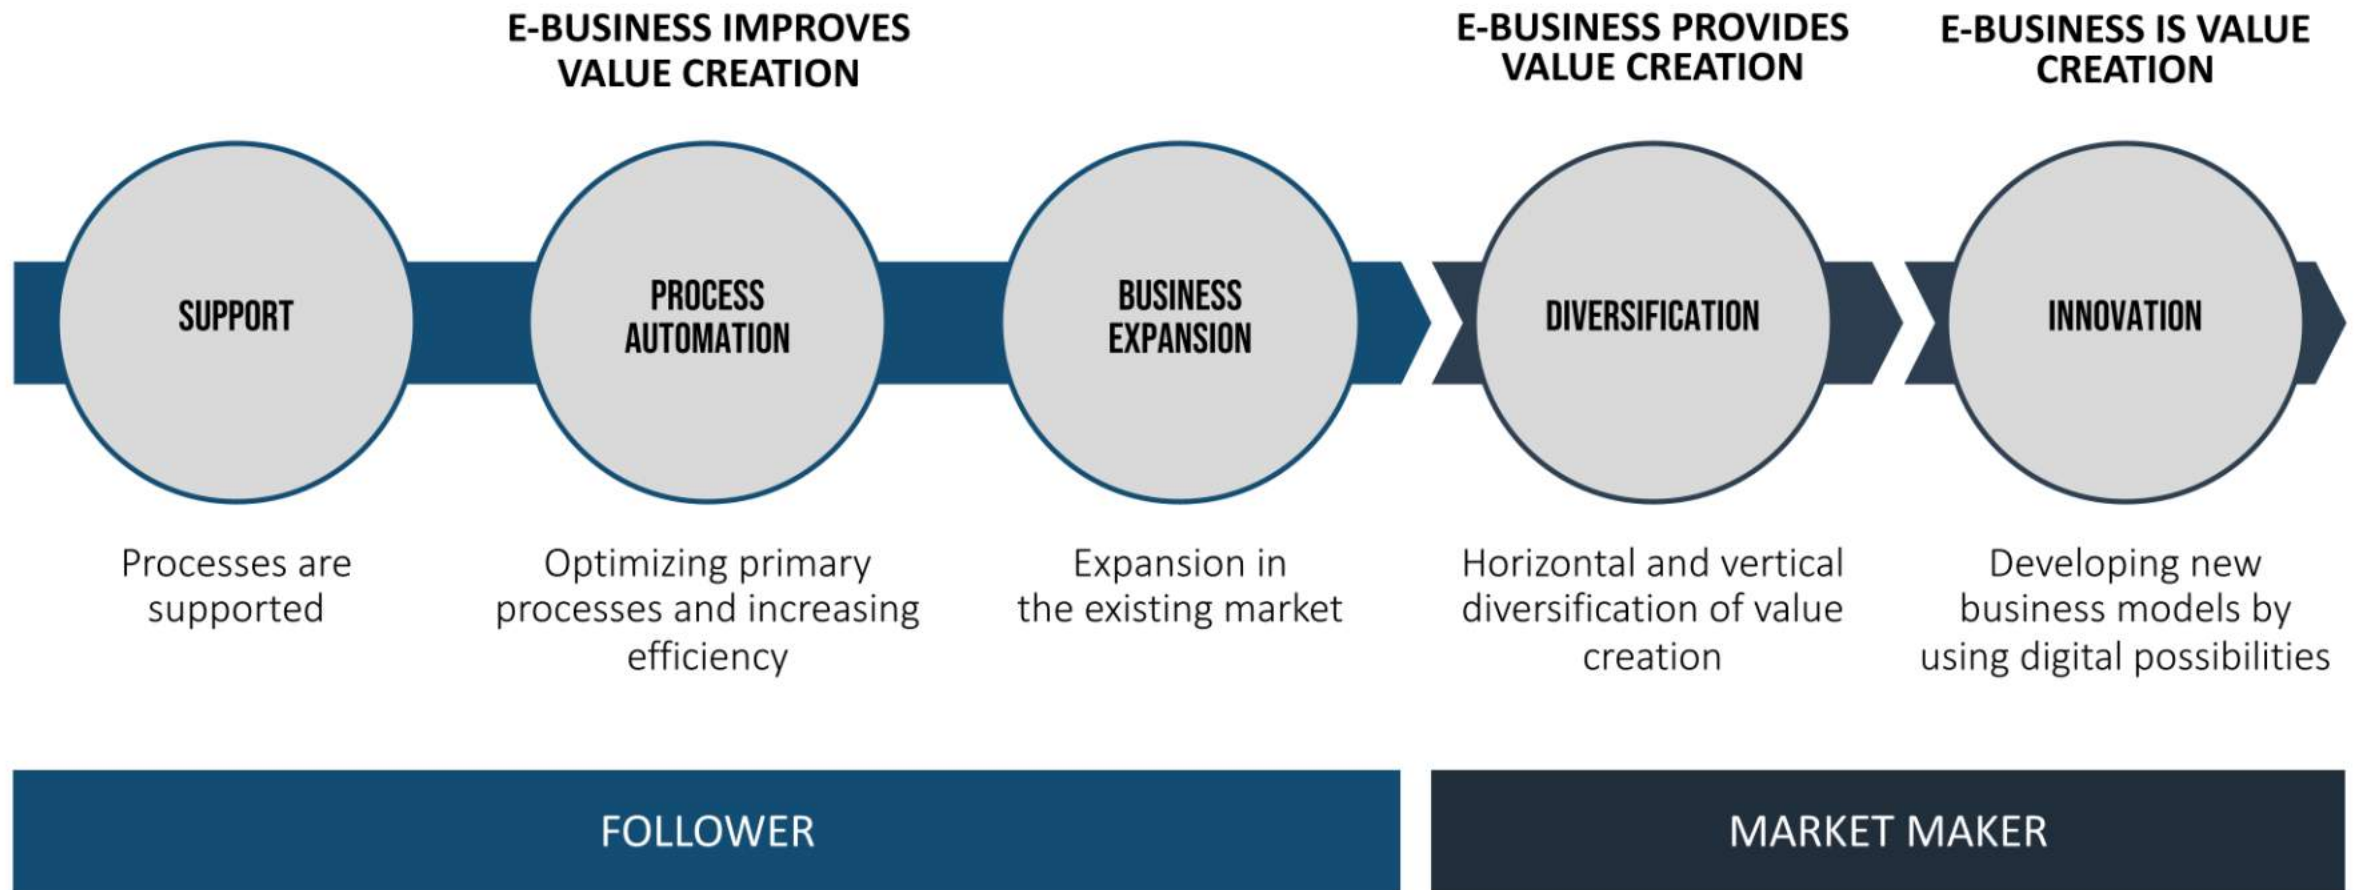 E-BUSINESS IMPROVES
VALUE CREATION
E-BUSINESS PROVIDES
VALUE CREATION
E-BUSINESS IS VALUE
CREATION
SUPPORT
PROCESS
AUTOMATION
BUSINESS
EXPANSION
DIVERSIFICATION
INNOVATION
Processes are
supported
Optimizing primary
processes and increasing
efficiency
Expansion in
the existing market
Horizontal and vertical
diversification of value
creation
Developing new
business models by
using digital possibilities
FOLLOWER
MARKET MAKER